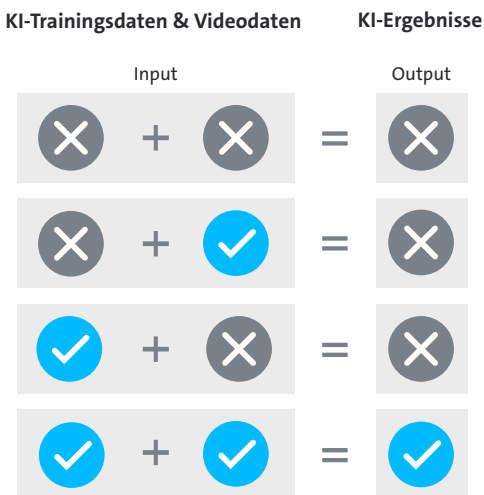 KI-Trainingsdaten & Videodaten KI-Ergebnisse
Input Output
+ =
+ =
+ =
+ =